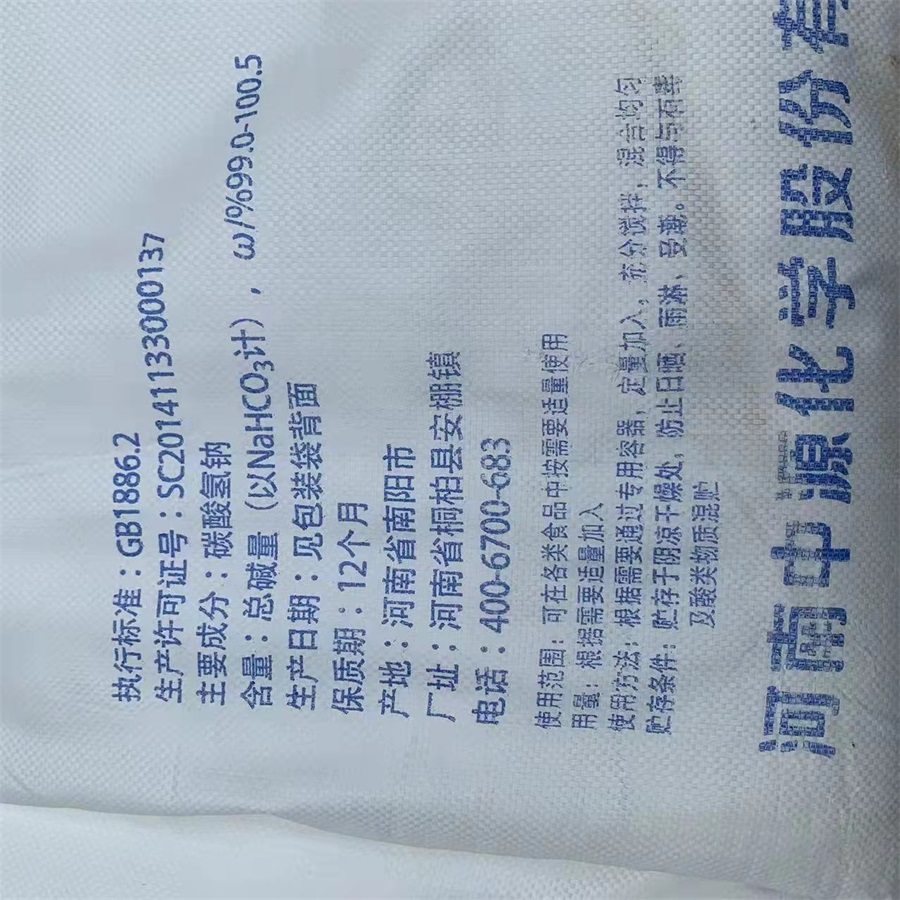 执行标准：GB1886.2
生产许可证号：SC20141133000137
主要成分：碳酸氢钠
含量：总碱量（以NaHCO₃计），ω/%99.0-100.5
生产日期：见包装袋背面
保质期：12个月
产地：河南省南阳市
厂址：河南省桐柏县安棚镇
电话：400-6700-683
使用范围：可在各类食品中按需要适量使用
用量：根据需要适量加入
使用方法：根据需要通过专用容器，定量加入，充分搅拌，混合均匀
贮存条件：贮存于阴凉干燥处，防止日晒、雨淋、受潮。不得与有毒
及酸类物质混贮
河南中源化学股份有